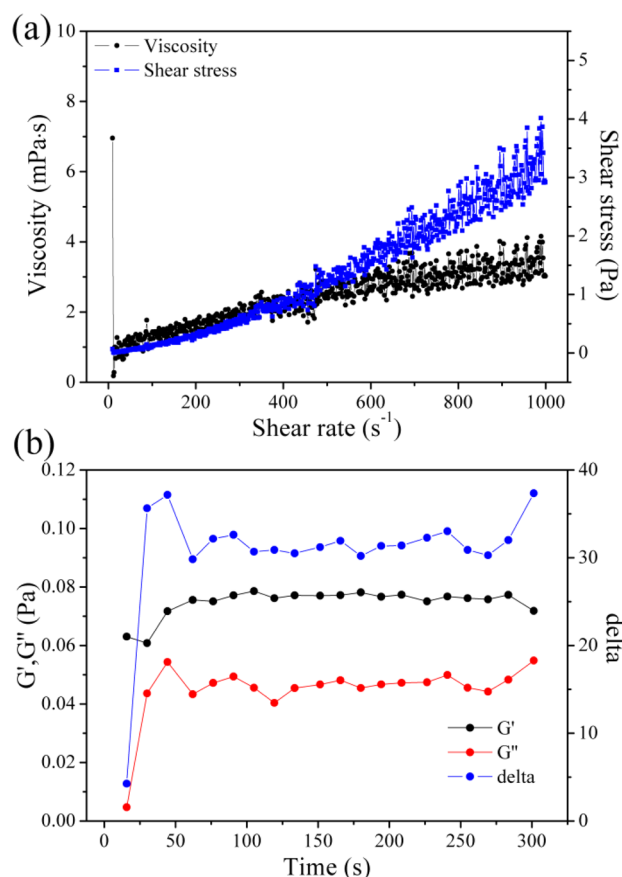 (a)
Viscosity
Shear stress
10
8
6
4
2
0
5
4
3
2
1
0
Viscosity (mPa·s)
Shear stress (Pa)
0 200 400 600 800 1000
Shear rate (s⁻¹)
(b)
0.12
0.10
0.08
0.06
0.04
0.02
0.00
40
30
20
10
0
G',G" (Pa)
delta
G'
G"
delta
0 50 100 150 200 250 300
Time (s)